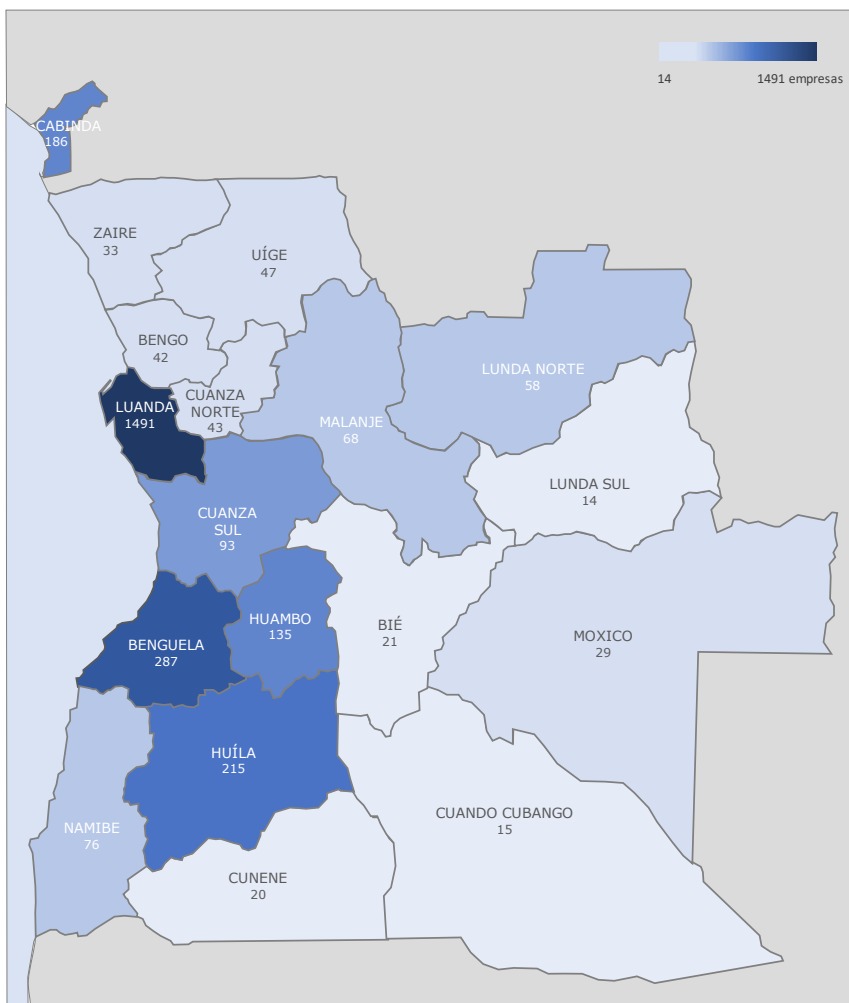 14
1491 empresas
CABINDA
186
ZAIRE
33
UÍGE
47
BENGO
42
LUNDA NORTE
58
CUANZA
NORTE
43
LUANDA
1491
MALANJE
68
LUNDA SUL
14
CUANZA
SUL
93
HUAMBO
135
BIÉ
21
MOXICO
29
BENGUELA
287
HUÍLA
215
CUANDO CUBANGO
15
NAMIBE
76
CUNENE
20